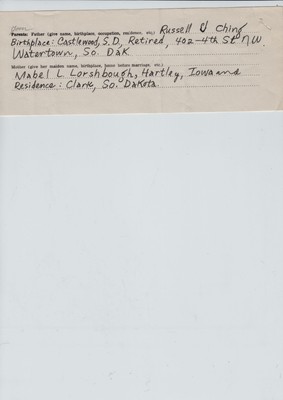 Parents: Father (give name, birthplace, occupation, residence, etc.) Russell J Ching
Birthplace: Castlewood, S.D, Retired, 402-4th St. NW.
Watertown, So. Dak.
Mother (give her maiden name, birthplace, home before marriage, etc.)
Mabel L. Lorshbough, Hartley, Iowa and
Residence: Clark, So. Dakota.